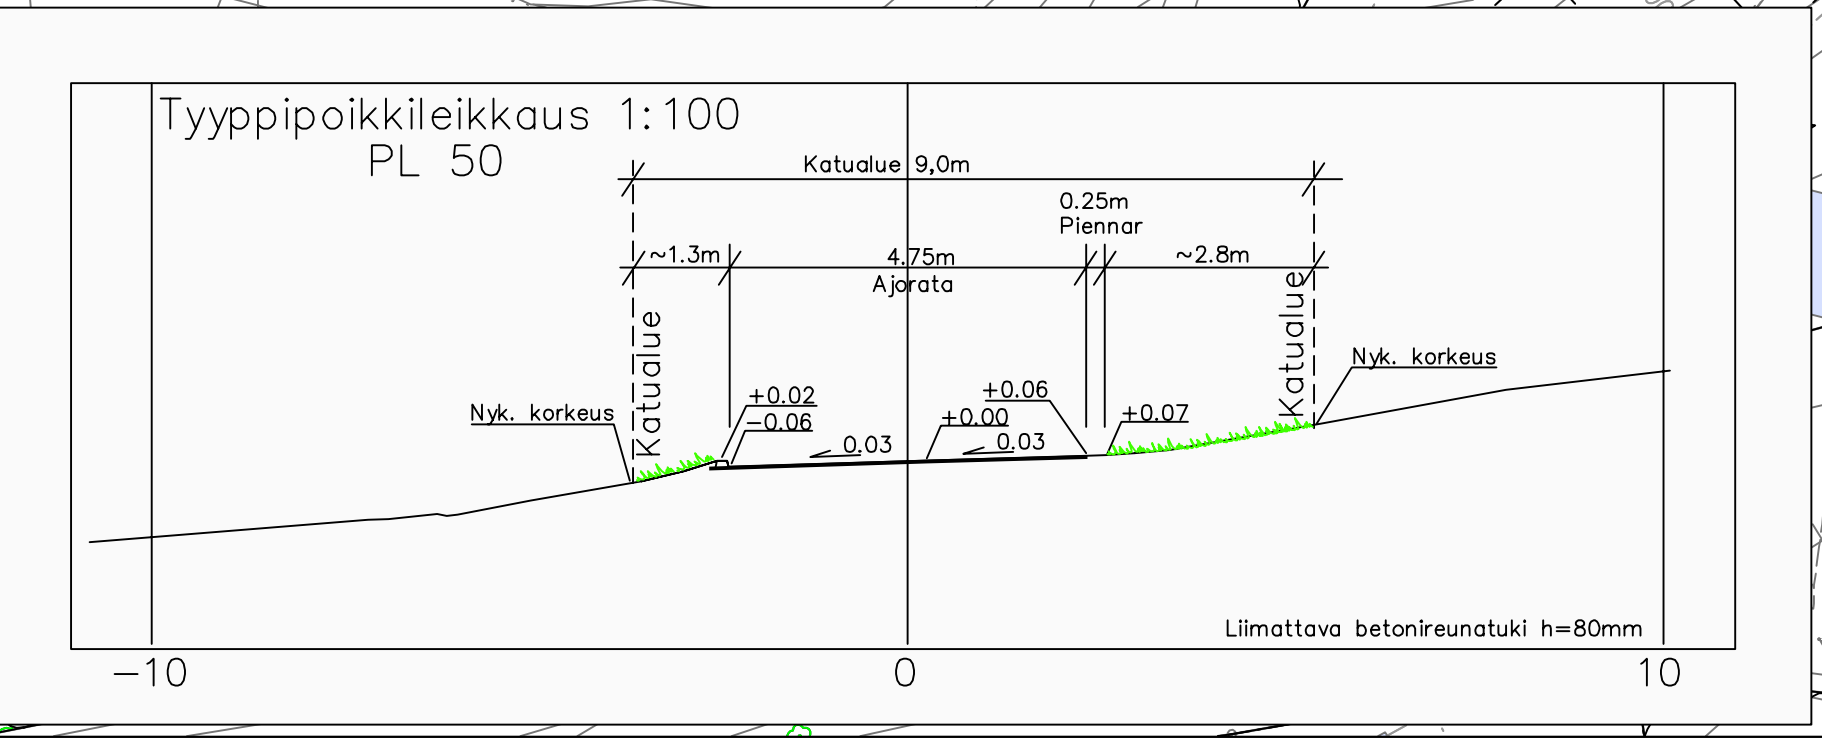 Tyyppipoikkileikkaus 1:100
PL 50
Katualue 9,0m
0.25m
Piennar
~1.3m
4.75m
~2.8m
Ajorata
Katualue
Katualue
Nyk. korkeus
Nyk. korkeus
+0.02
-0.06
+0.06
+0.00
+0.07
0.03
0.03
Liimattava betonireunatuki h=80mm
-10
0
10